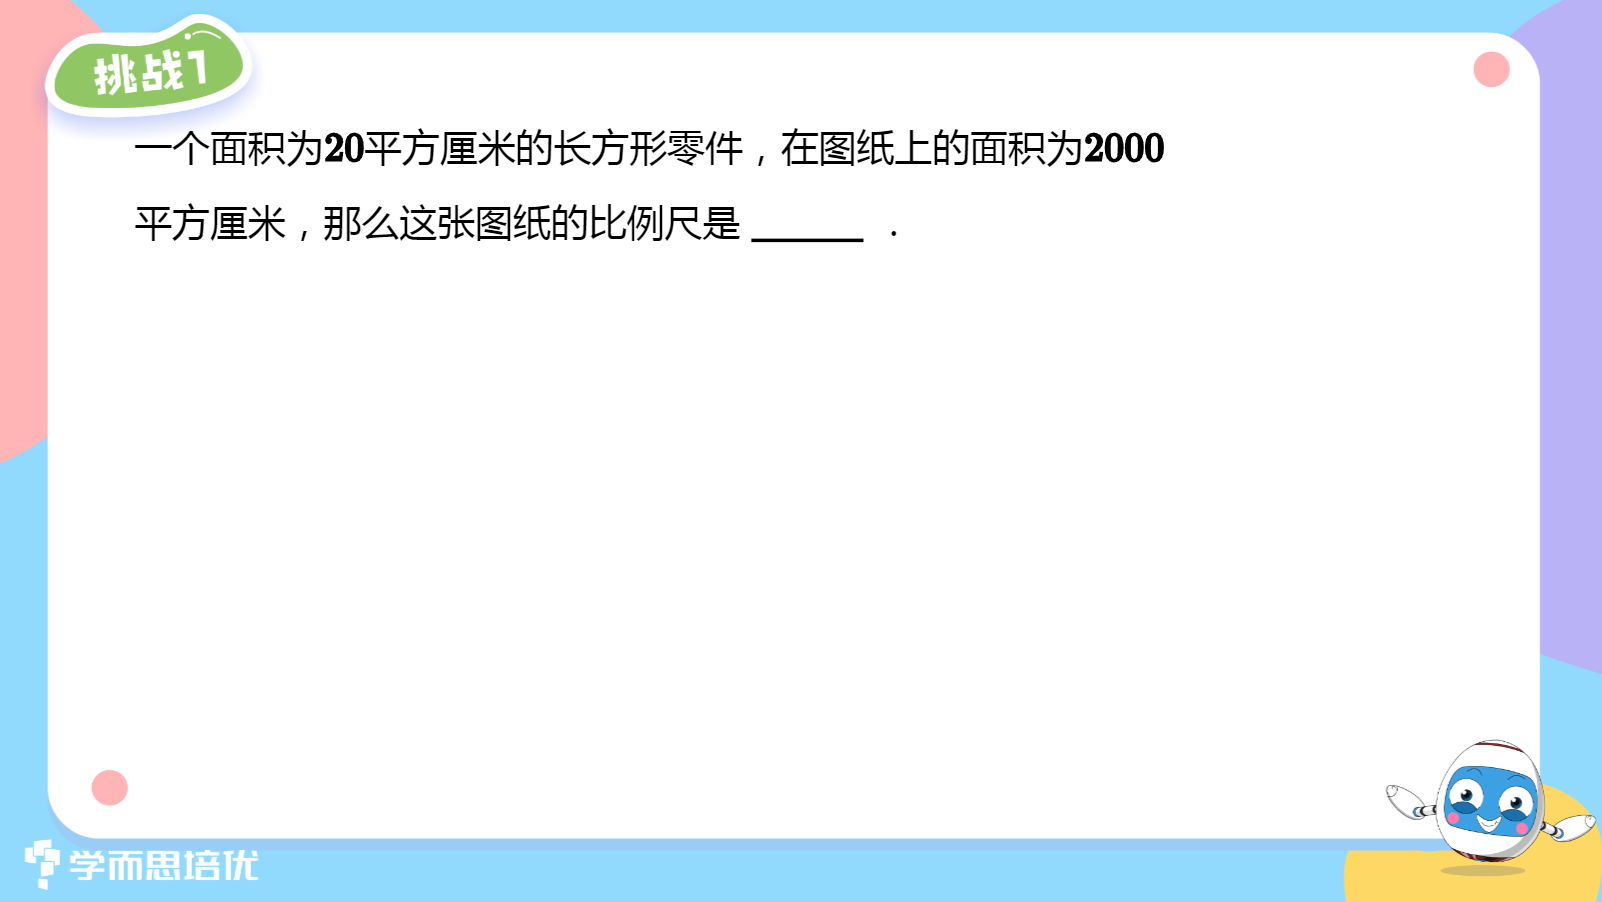 挑战1
一个面积为20平方厘米的长方形零件，在图纸上的面积为2000
平方厘米，那么这张图纸的比例尺是 ______ .
学而思培优